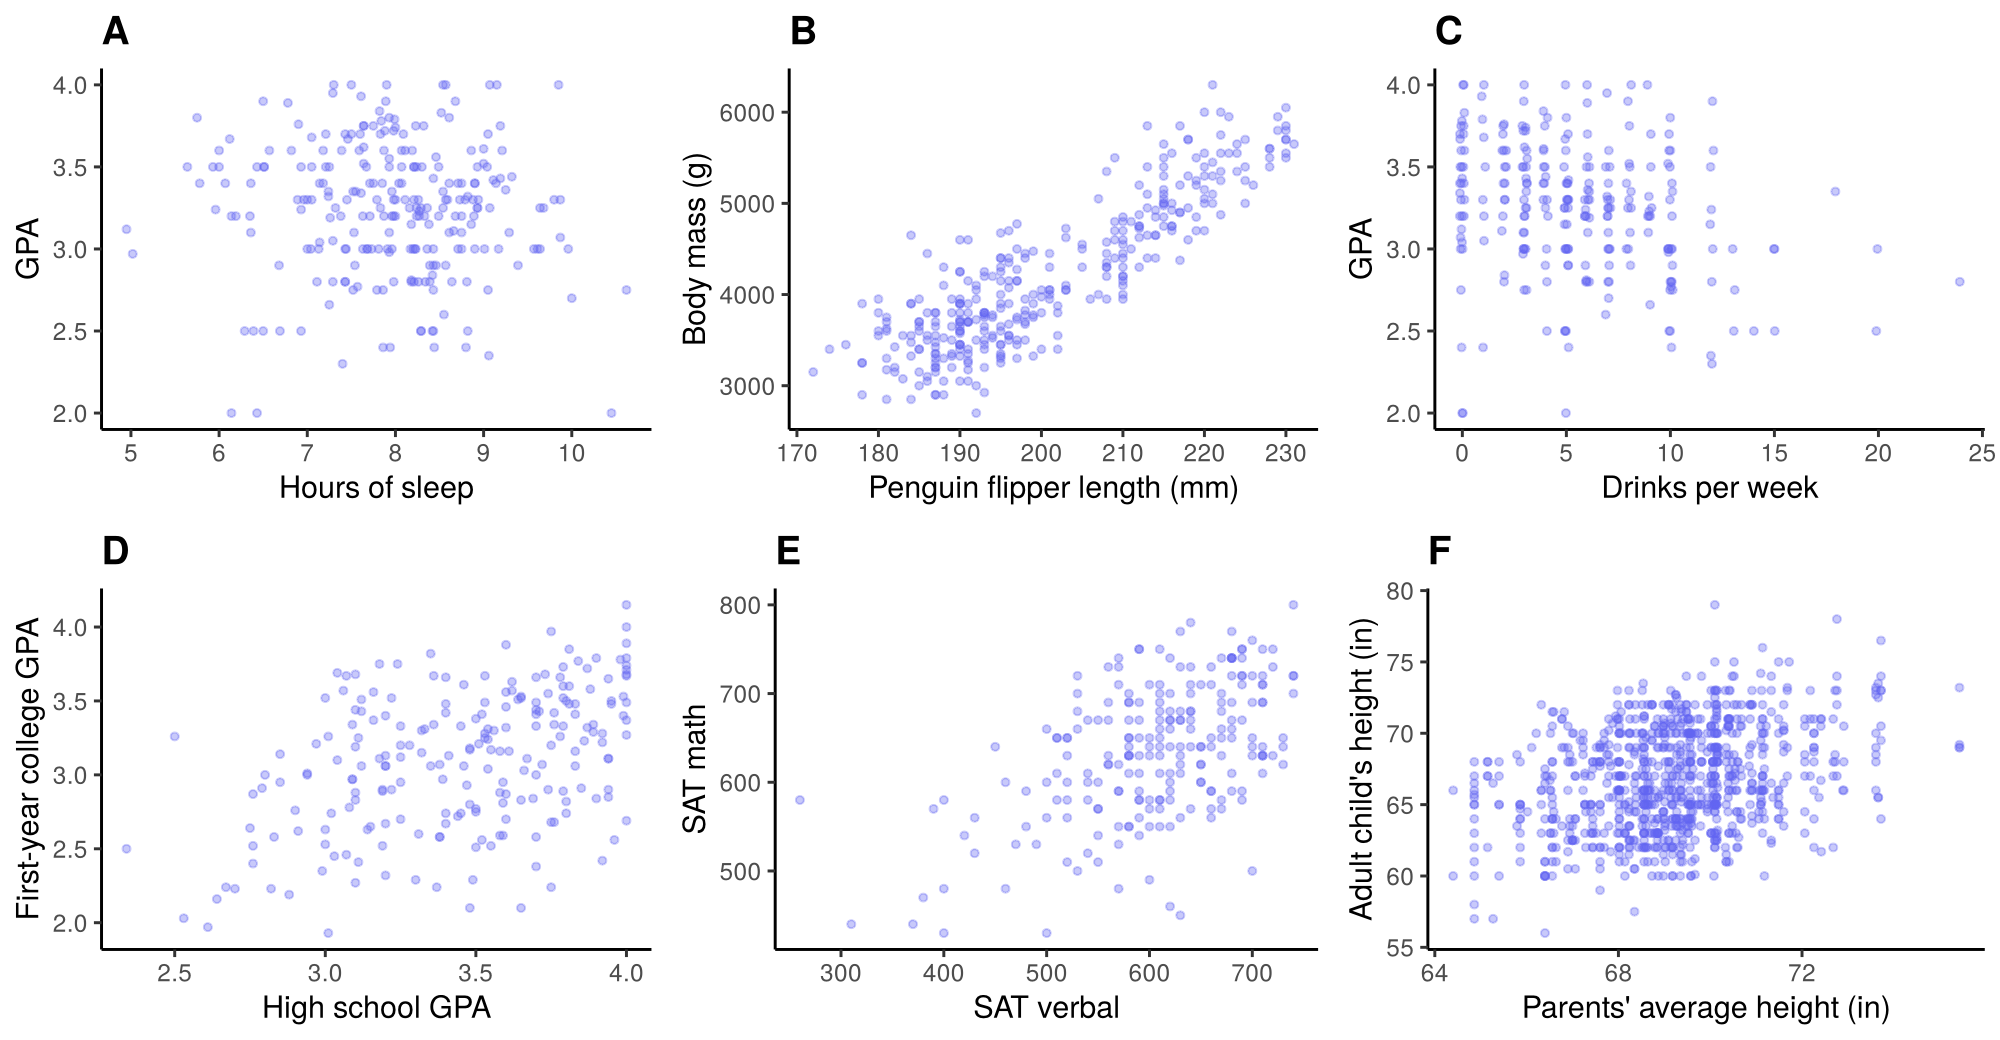 A
B
C
GPA
4.0
3.5
3.0
2.5
2.0
5 6 7 8 9 10
Hours of sleep
Body mass (g)
6000
5000
4000
3000
170 180 190 200 210 220 230
Penguin flipper length (mm)
GPA
4.0
3.5
3.0
2.5
2.0
0 5 10 15 20 25
Drinks per week
D
E
F
First-year college GPA
4.0
3.5
3.0
2.5
2.0
2.5 3.0 3.5 4.0
High school GPA
SAT math
800
700
600
500
300 400 500 600 700
SAT verbal
Adult child's height (in)
80
75
70
65
60
55
64 68 72
Parents' average height (in)